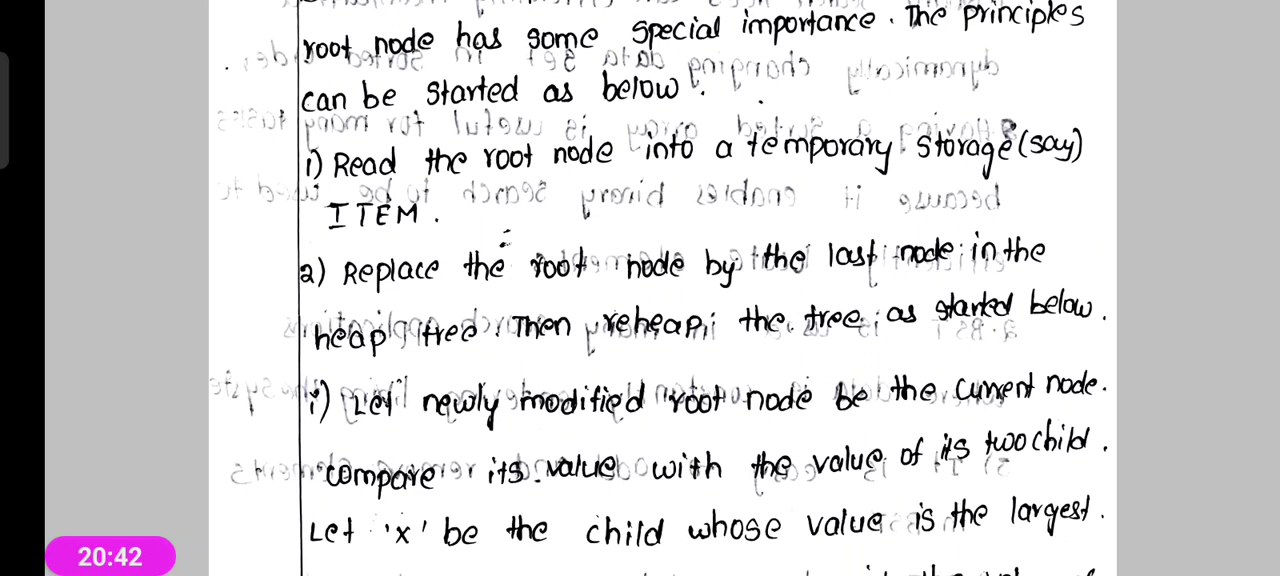 root node has some special importance. The principles
can be started as below.
i) Read the root node into a temporary storage (say)
ITEM.
2) Replace the root node by the last node in the
heap tree. Then reheap the tree as started below.
i) Let newly modified root node be the current node.
compare its value with the value of its two child.
Let 'x' be the child whose value is the largest.
20:42